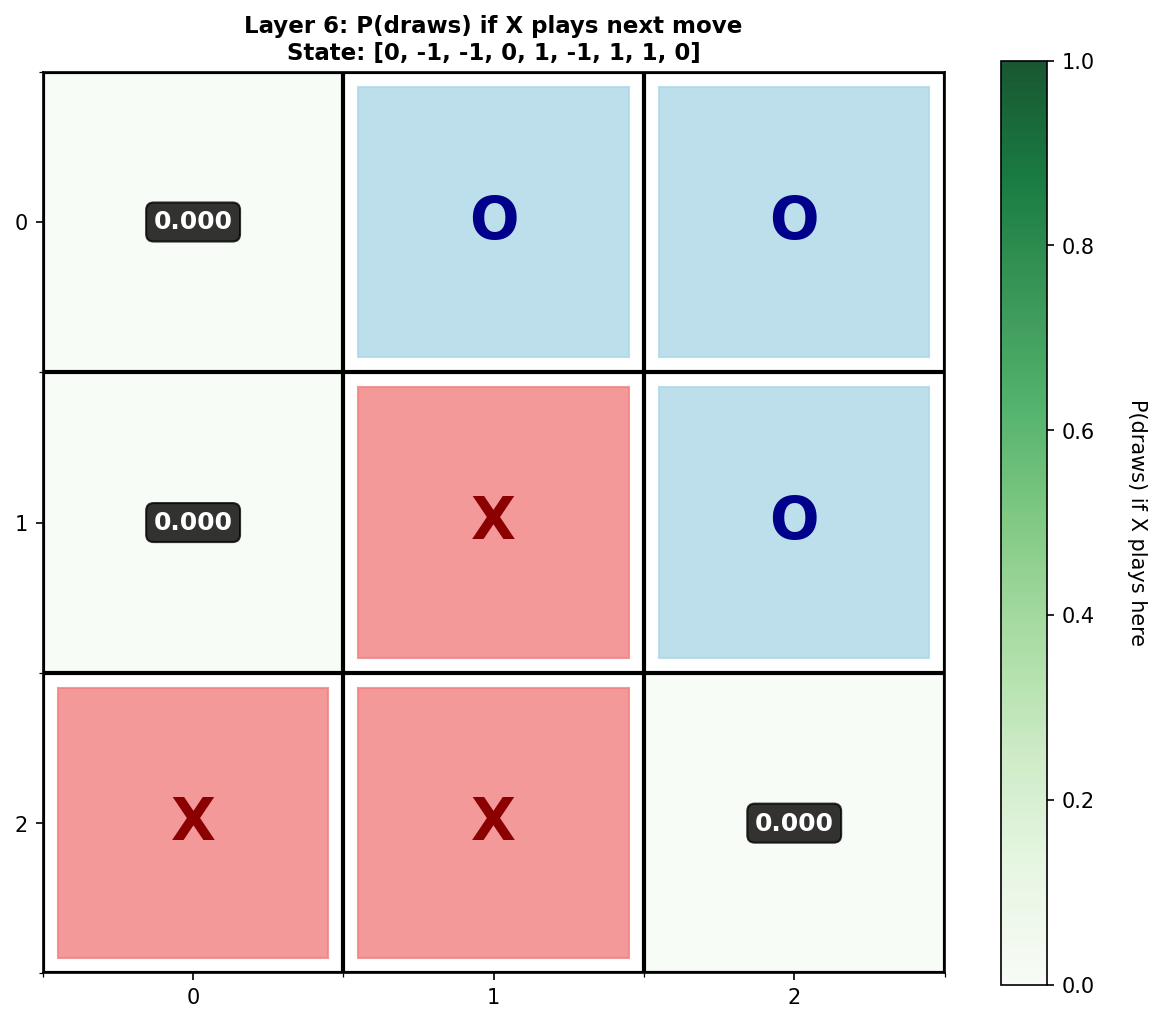 Layer 6: P(draws) if X plays next move
State: [0, -1, -1, 0, 1, -1, 1, 1, 0]
0
0.000
O
O
1
0.000
X
O
2
X
X
0.000
0
1
2
1.0
0.8
0.6
0.4
0.2
0.0
P(draws) if X plays here